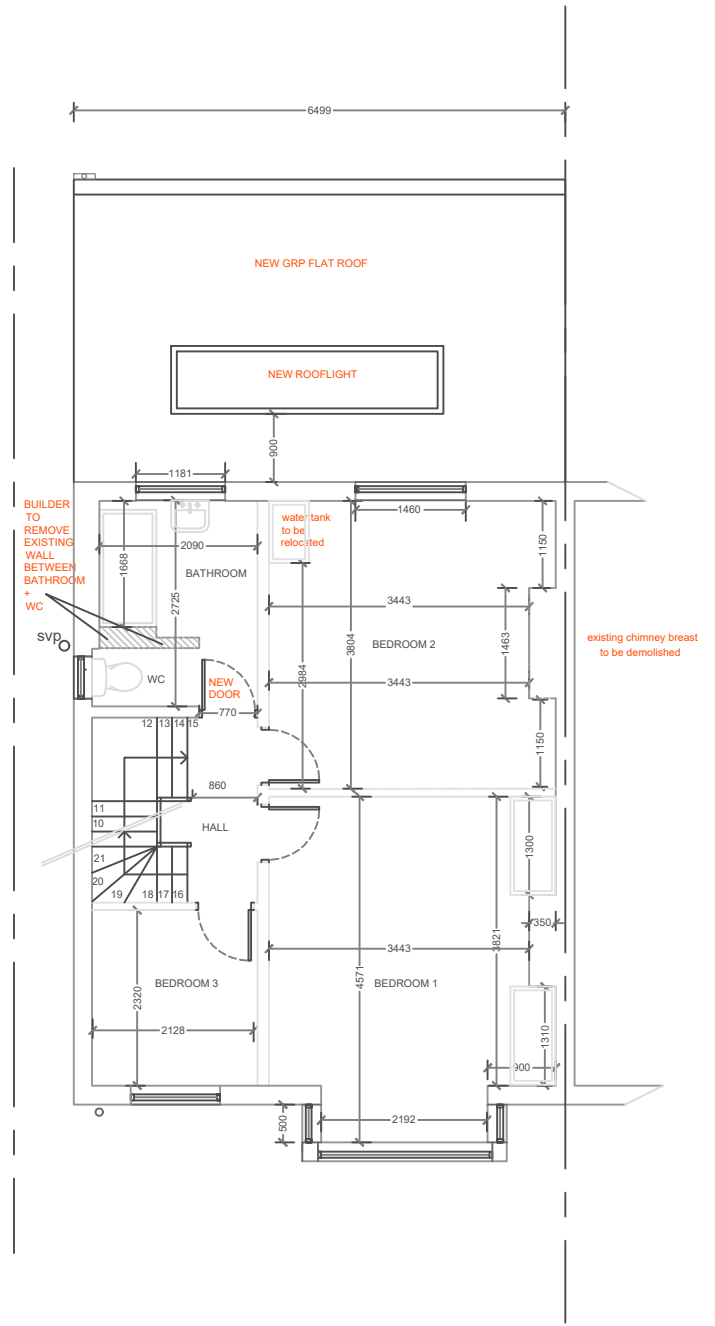 6499
NEW GRP FLAT ROOF
NEW ROOFLIGHT
900
1181
1460
BUILDER
TO
REMOVE
EXISTING
WALL
BETWEEN
BATHROOM
+
WC
water tank
to be
relocated
1150
1668
2090
BATHROOM
2725
3443
3804
BEDROOM 2
1463
existing chimney breast
to be demolished
svp
WC
NEW
DOOR
2984
3443
770
1150
12 13 14 15
860
HALL
11
10
21
20
19
18 17 16
1300
350
3821
3443
4571
BEDROOM 1
BEDROOM 3
2320
2128
1310
900
500
2192